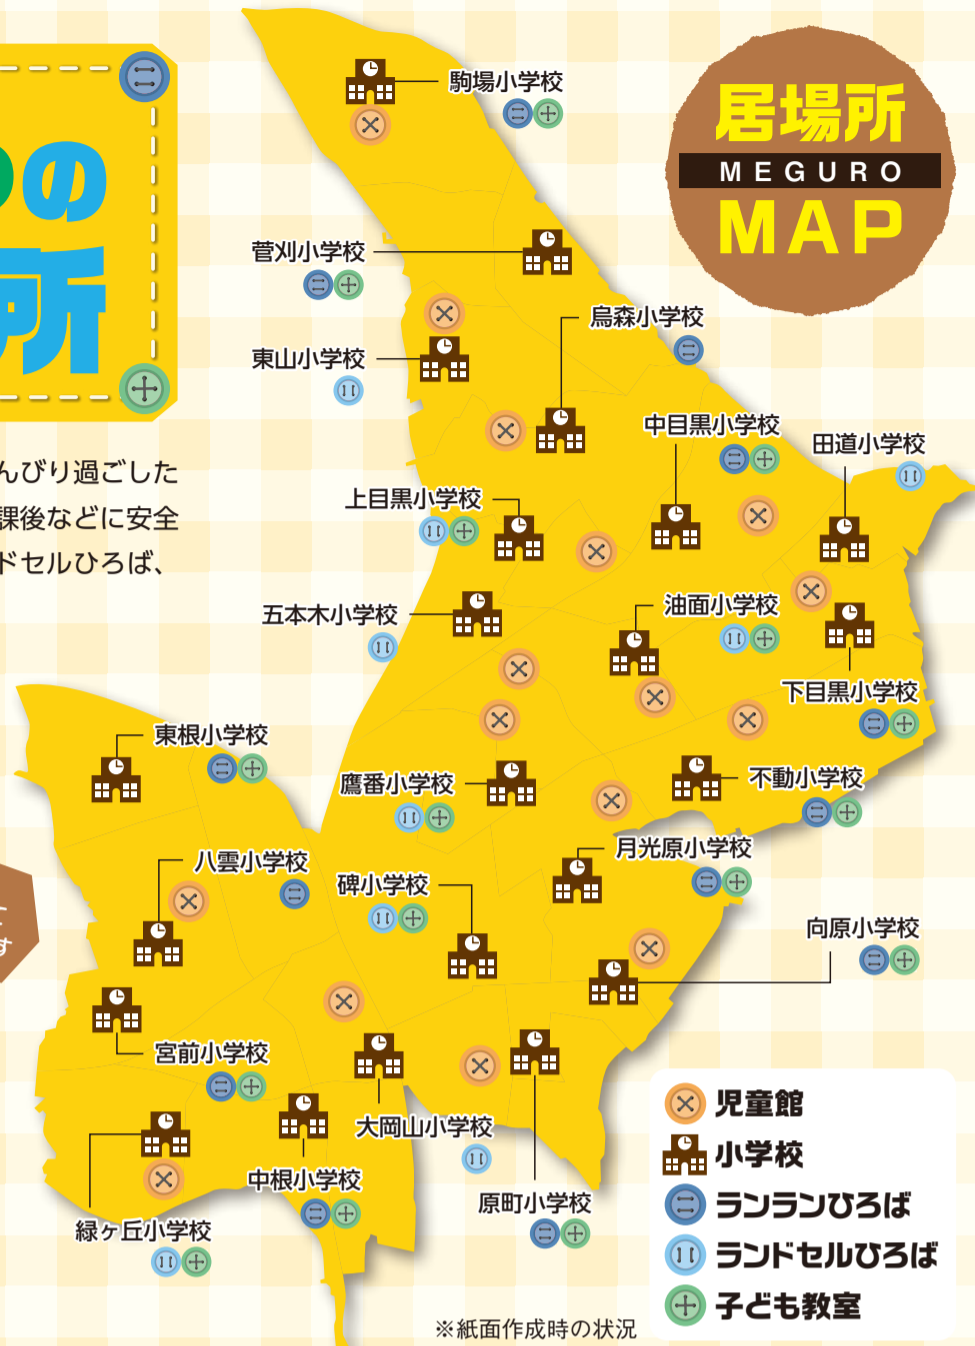 の
所
居場所
MEGURO
MAP
んびり過ごした
課後などに安全
ドセルひろば、
駒場小学校
菅刈小学校
烏森小学校
東山小学校
中目黒小学校
田道小学校
上目黒小学校
五本木小学校
油面小学校
下目黒小学校
東根小学校
鷹番小学校
不動小学校
月光原小学校
八雲小学校
碑小学校
向原小学校
宮前小学校
大岡山小学校
中根小学校
原町小学校
緑ヶ丘小学校
児童館
小学校
ランランひろば
ランドセルひろば
子ども教室
※紙面作成時の状況